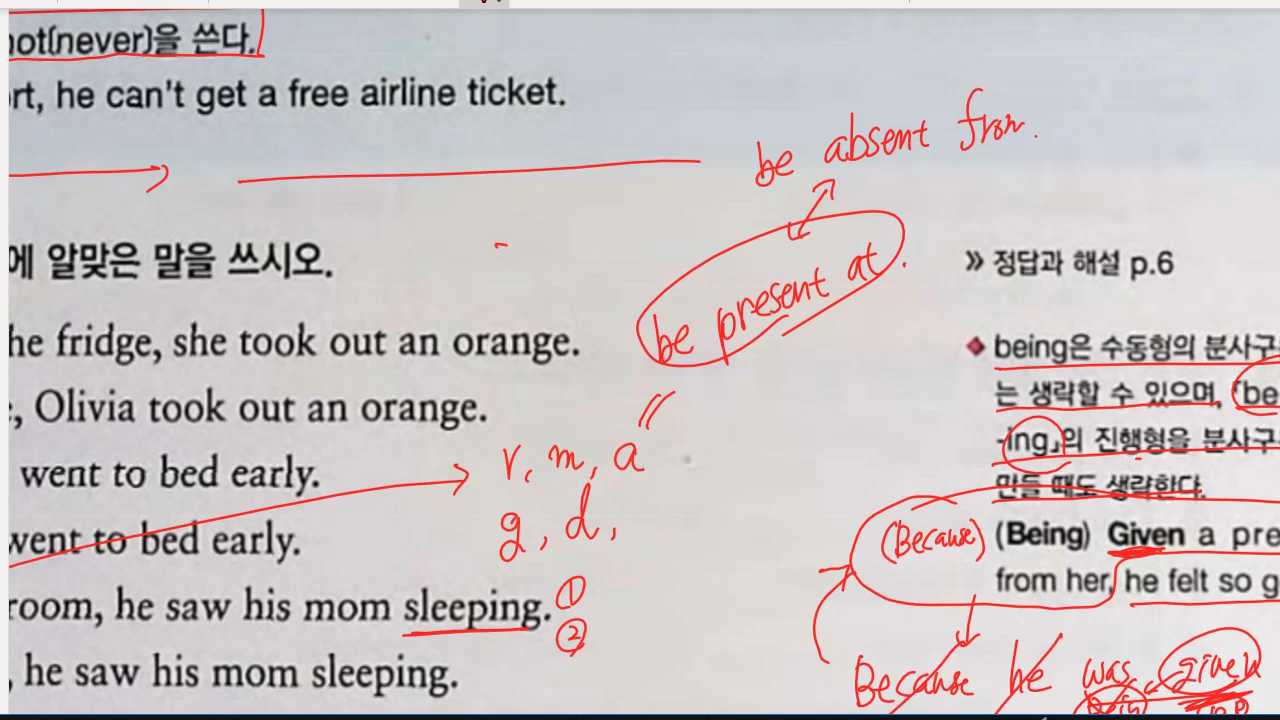 not(never)을 쓴다.
rt, he can't get a free airline ticket.
be absent from.
be present at.
에 알맞은 말을 쓰시오.
» 정답과 해설 p.6
he fridge, she took out an orange.
, Olivia took out an orange.
went to bed early.
went to bed early.
room, he saw his mom sleeping.
, he saw his mom sleeping.
r, m, a
g, d,
①
②
being은 수동형의 분사구
는 생략할 수 있으며, 「be
-ing」의 진행형을 분사구
만들 때도 생략한다.
(Because) (Being) Given a pre
from her, he felt so g
Because he was given